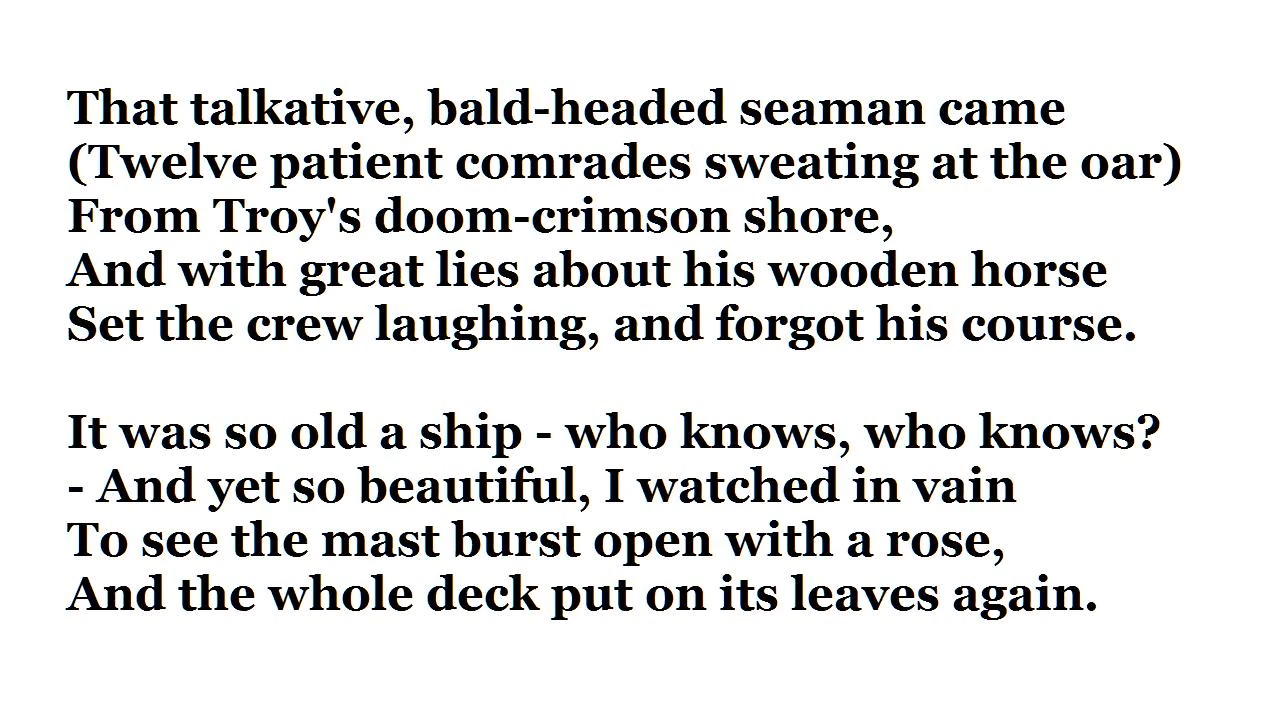 That talkative, bald-headed seaman came
(Twelve patient comrades sweating at the oar)
From Troy's doom-crimson shore,
And with great lies about his wooden horse
Set the crew laughing, and forgot his course.

It was so old a ship - who knows, who knows?
- And yet so beautiful, I watched in vain
To see the mast burst open with a rose,
And the whole deck put on its leaves again.